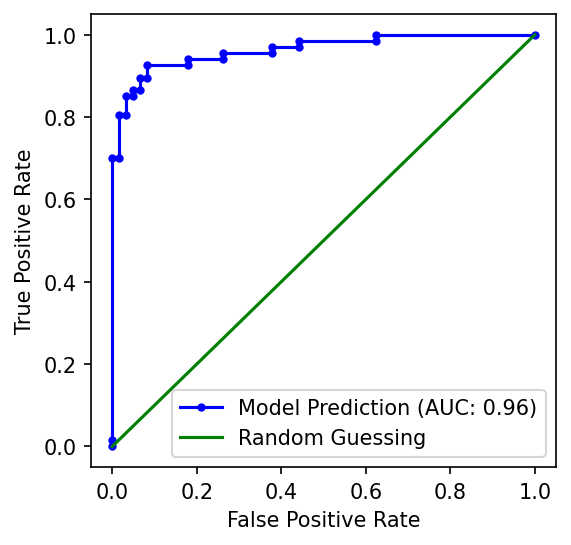 1.0
0.8
0.6
0.4
0.2
0.0
True Positive Rate
Model Prediction (AUC: 0.96)
Random Guessing
0.0 0.2 0.4 0.6 0.8 1.0
False Positive Rate